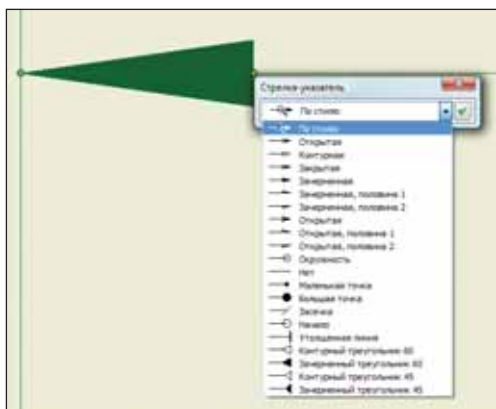 Стрелка-указатель
По стилю
По стилю
Открытая
Контурная
Закрытая
Зачерненная
Зачерненная, половина 1
Зачерненная, половина 2
Открытая
Открытая, половина 1
Открытая, половина 2
Окружность
Нет
Маленькая точка
Большая точка
Засечка
Начало
Утолщенная линия
Контурный треугольник 60
Зачерненный треугольник 60
Контурный треугольник 45
Зачерненный треугольник 45